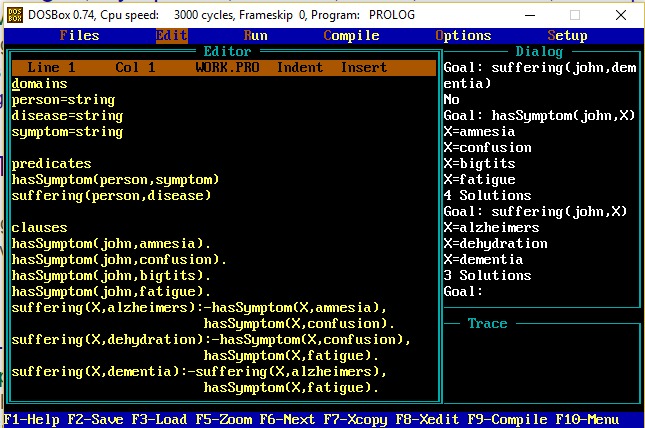 DOSBox 0.74, Cpu speed: 3000 cycles, Frameskip 0, Program: PROLOG
Files Edit Run Compile Options Setup
Editor
Line 1 Col 1 WORK.PRO Indent Insert
domains
person=string
disease=string
symptom=string
predicates
hasSymptom(person,symptom)
suffering(person,disease)
clauses
hasSymptom(john,amnesia).
hasSymptom(john,confusion).
hasSymptom(john,bigtits).
hasSymptom(john,fatigue).
suffering(X,alzheimers):-hasSymptom(X,amnesia),
hasSymptom(X,confusion).
suffering(X,dehydration):-hasSymptom(X,confusion),
hasSymptom(X,fatigue).
suffering(X,dementia):-suffering(X,alzheimers),
hasSymptom(X,fatigue).
Dialog
Goal: suffering(john,dem
entia)
No
Goal: hasSymptom(john,X)
X=amnesia
X=confusion
X=bigtits
X=fatigue
4 Solutions
Goal: suffering(john,X)
X=alzheimers
X=dehydration
X=dementia
3 Solutions
Goal:
Trace
F1-Help F2-Save F3-Load F5-Zoom F6-Next F7-Xcopy F8-Xedit F9-Compile F10-Menu